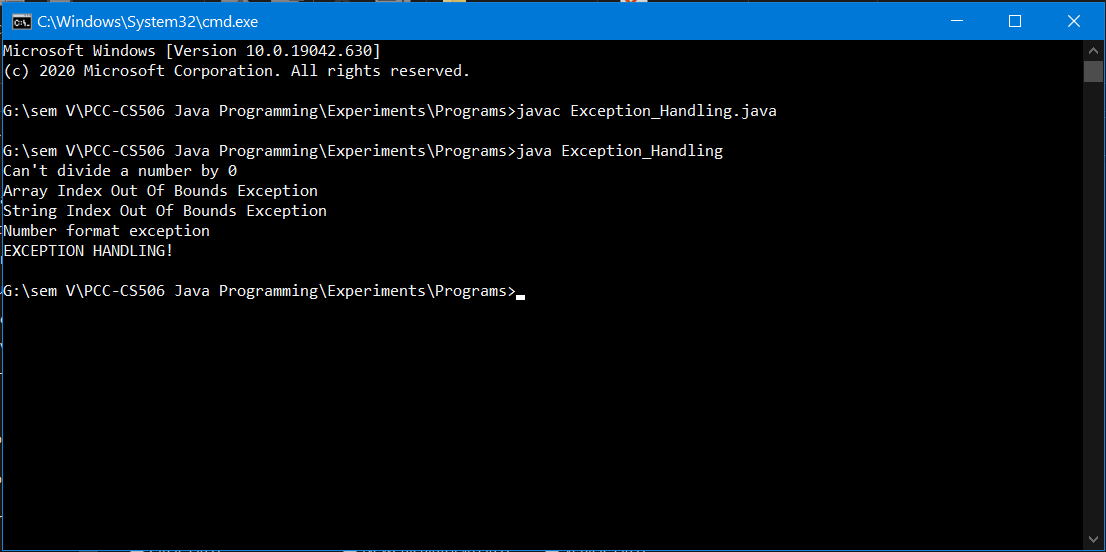 C:\Windows\System32\cmd.exe
Microsoft Windows [Version 10.0.19042.630]
(c) 2020 Microsoft Corporation. All rights reserved.
G:\sem V\PCC-CS506 Java Programming\Experiments\Programs>javac Exception_Handling.java
G:\sem V\PCC-CS506 Java Programming\Experiments\Programs>java Exception_Handling
Can't divide a number by 0
Array Index Out Of Bounds Exception
String Index Out Of Bounds Exception
Number format exception
EXCEPTION HANDLING!
G:\sem V\PCC-CS506 Java Programming\Experiments\Programs>